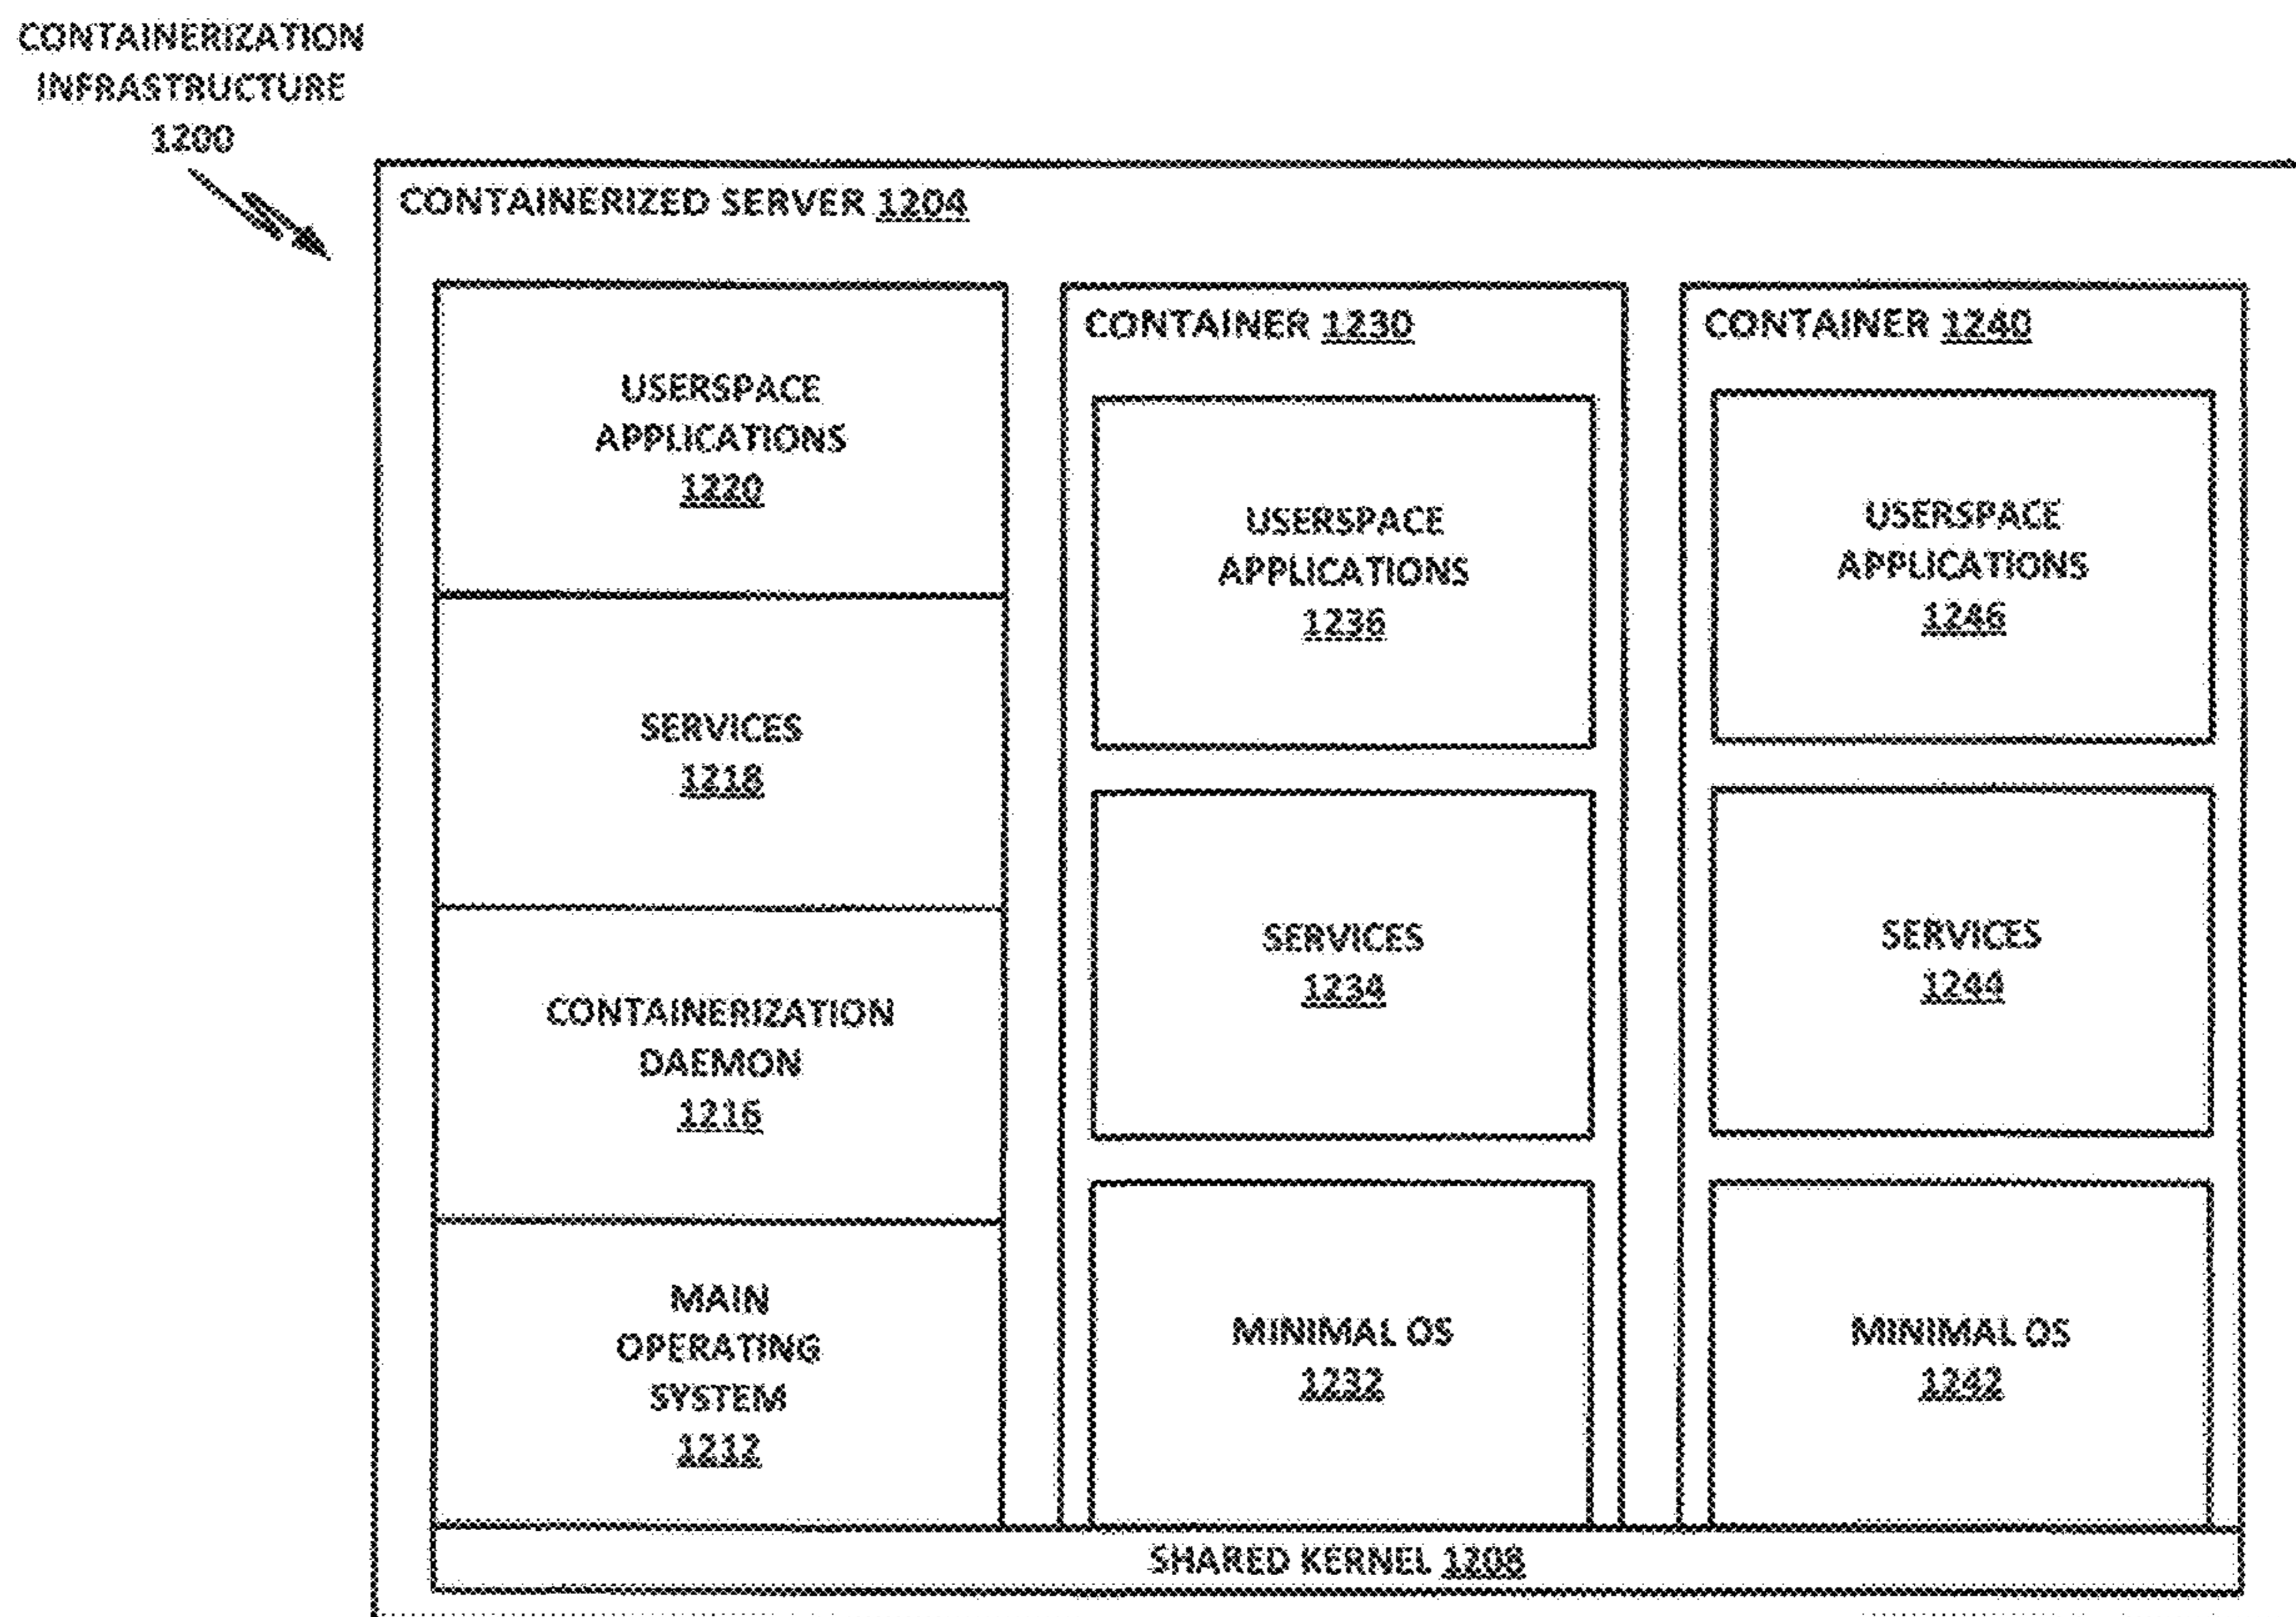 CONTAINERIZATION
INFRASTRUCTURE
1200
CONTAINERIZED SERVER 1204
USERSPACE
APPLICATIONS
1220
SERVICES
1218
CONTAINERIZATION
DAEMON
1216
MAIN
OPERATING
SYSTEM
1212
CONTAINER 1230
USERSPACE
APPLICATIONS
1236
SERVICES
1234
MINIMAL OS
1232
CONTAINER 1240
USERSPACE
APPLICATIONS
1246
SERVICES
1244
MINIMAL OS
1242
SHARED KERNEL 1208